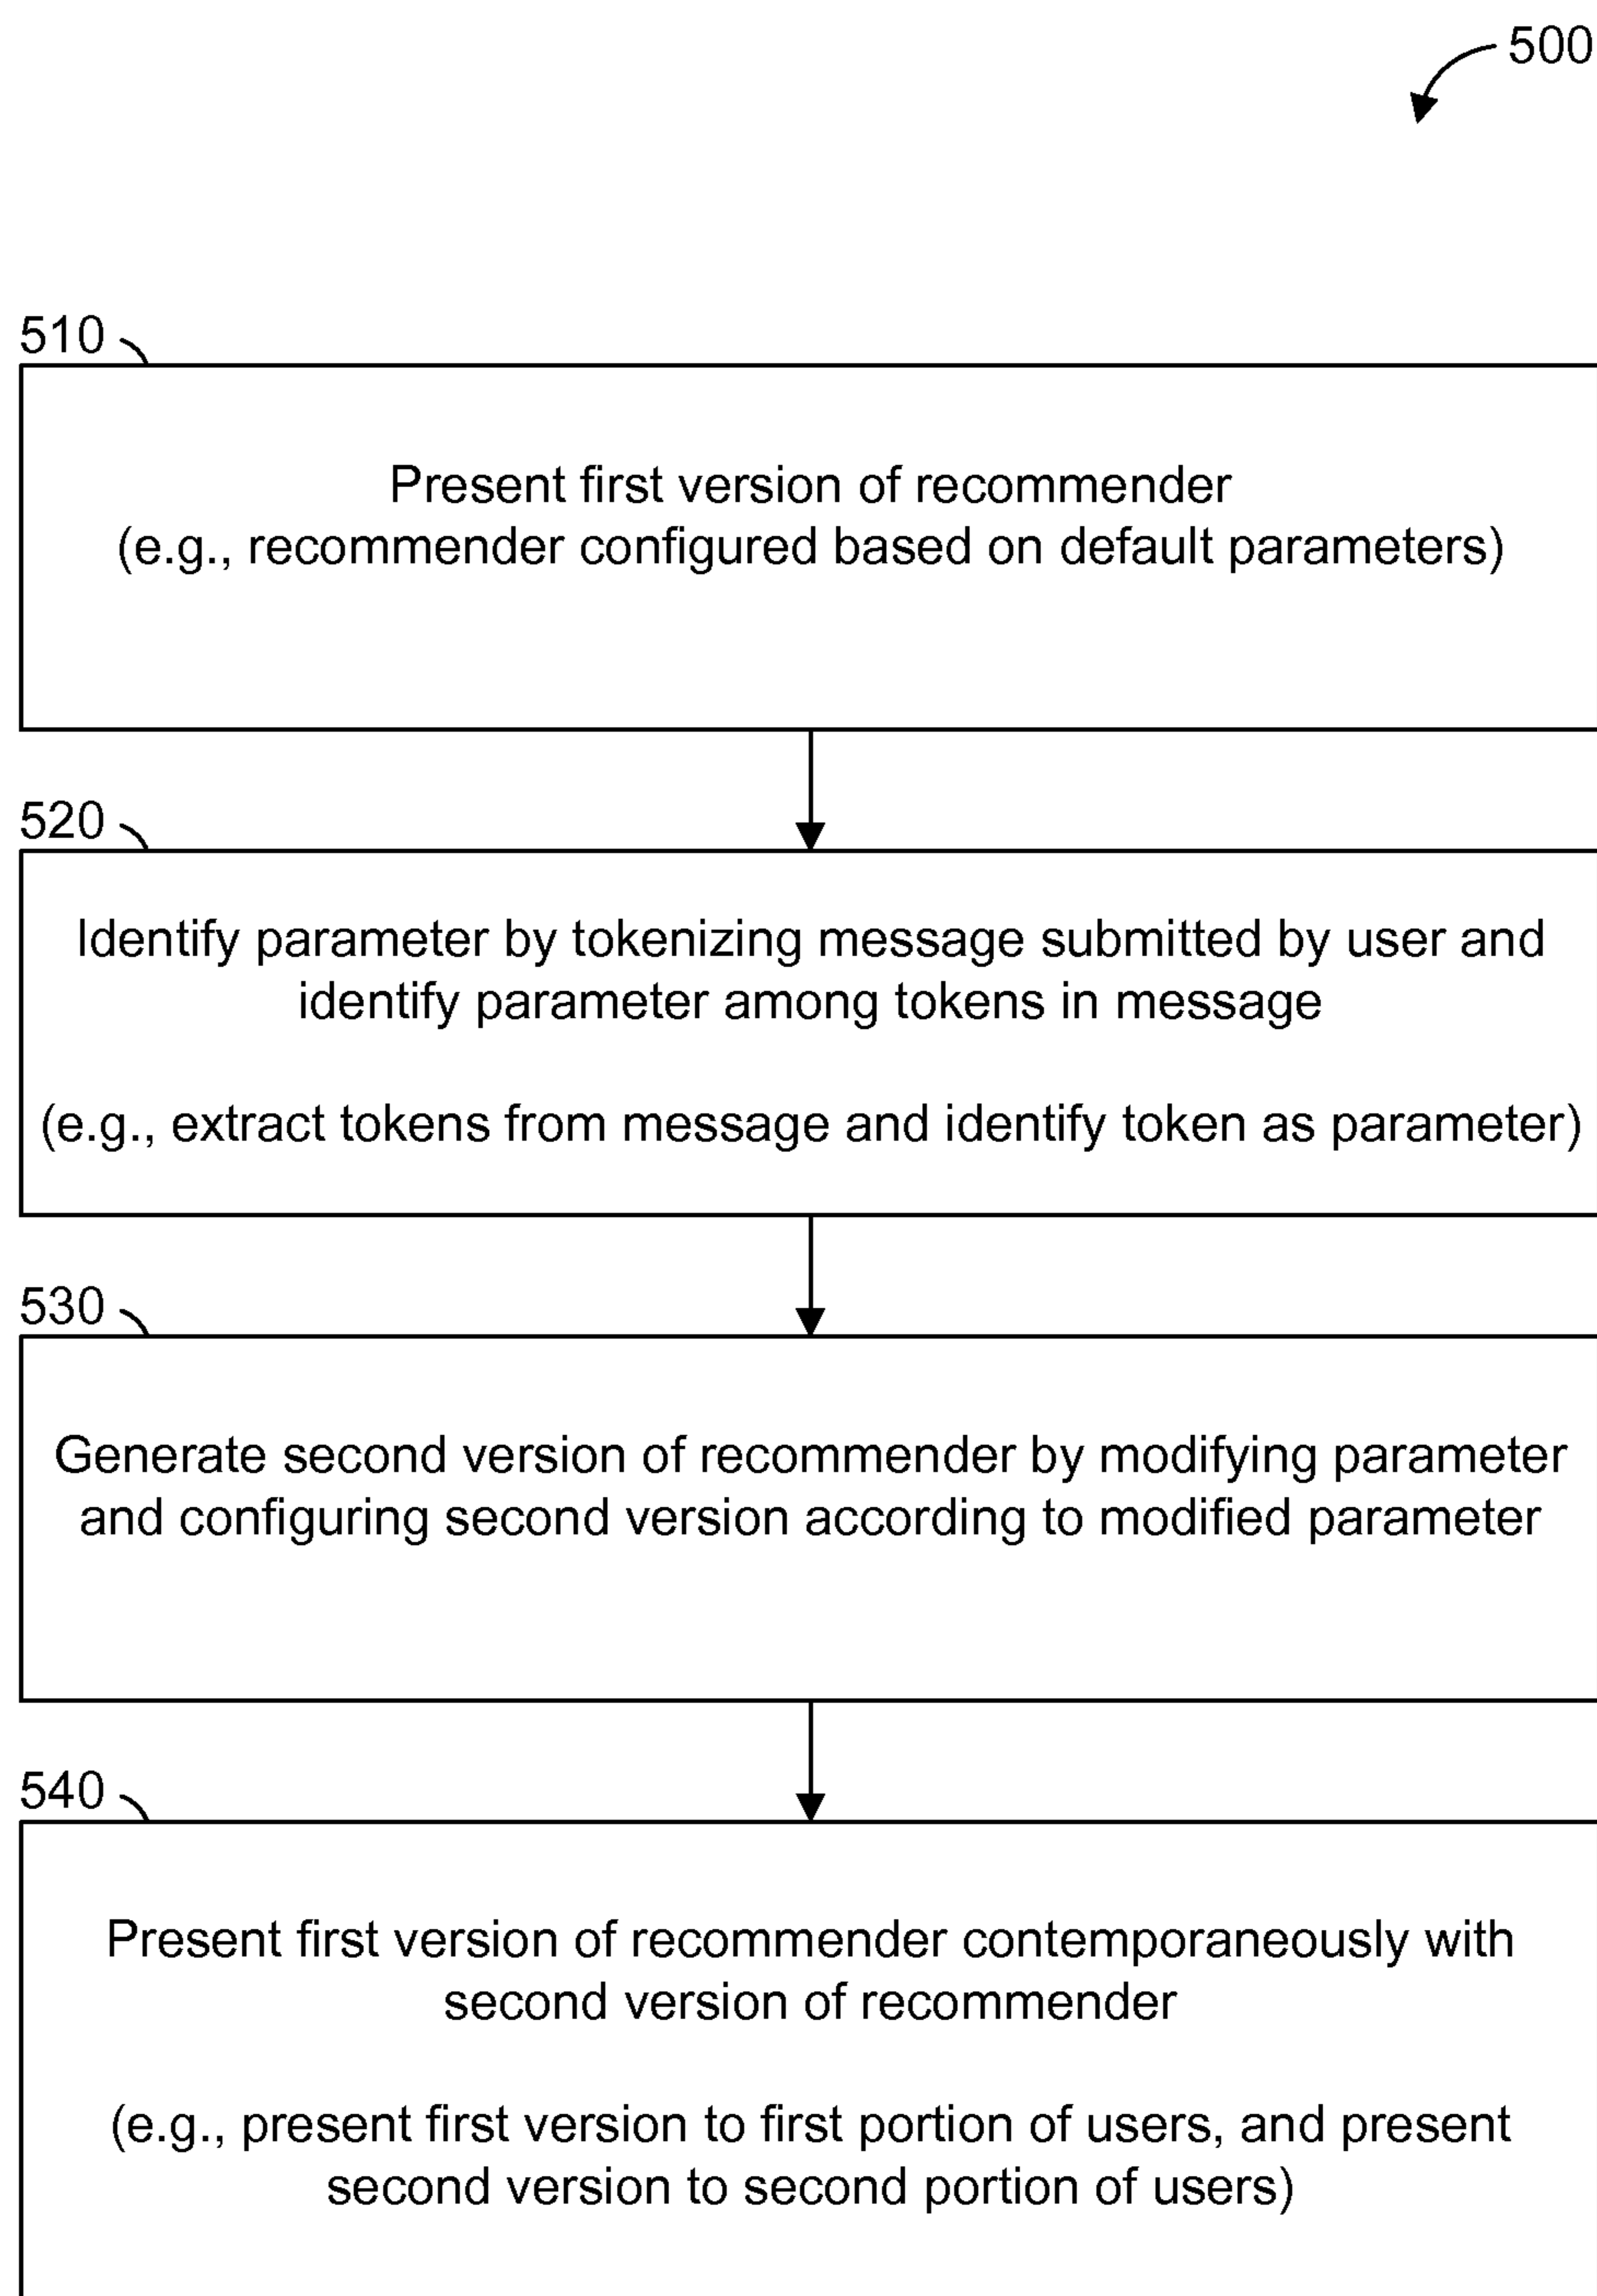 500
510
Present first version of recommender
(e.g., recommender configured based on default parameters)
520
Identify parameter by tokenizing message submitted by user and
identify parameter among tokens in message
(e.g., extract tokens from message and identify token as parameter)
530
Generate second version of recommender by modifying parameter
and configuring second version according to modified parameter
540
Present first version of recommender contemporaneously with
second version of recommender
(e.g., present first version to first portion of users, and present
second version to second portion of users)